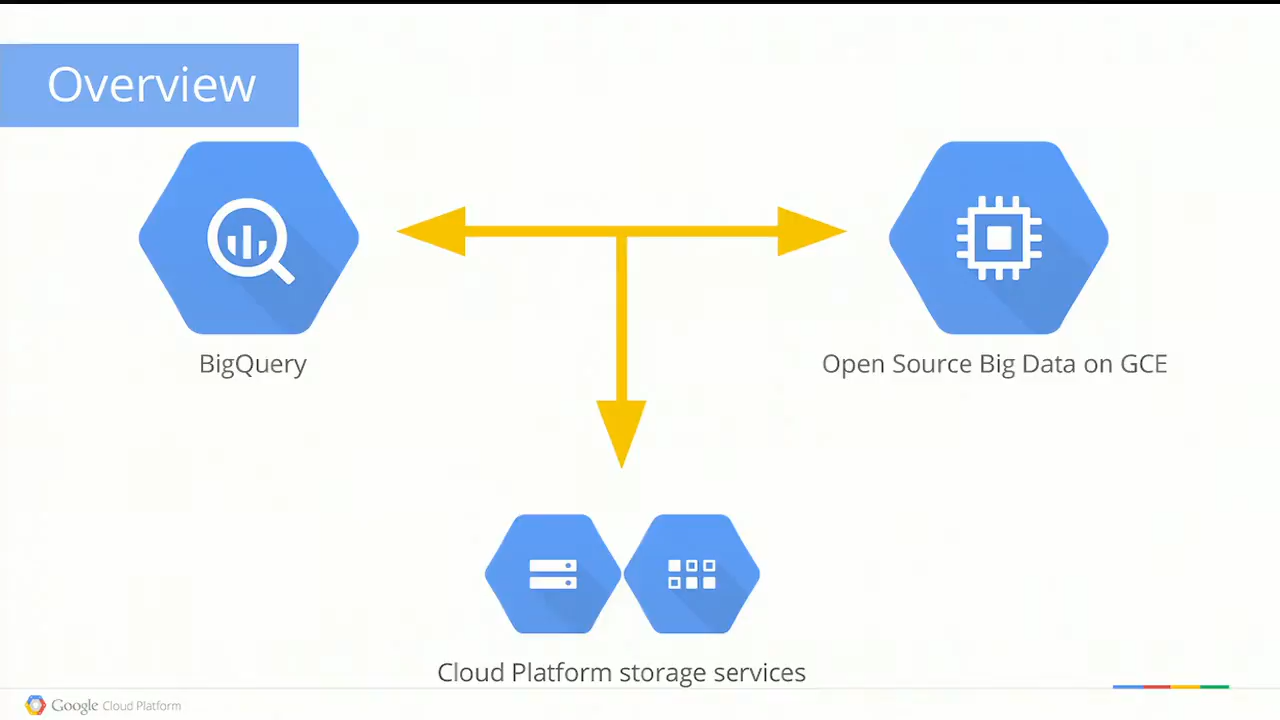 Overview
BigQuery
Open Source Big Data on GCE
Cloud Platform storage services
Google Cloud Platform